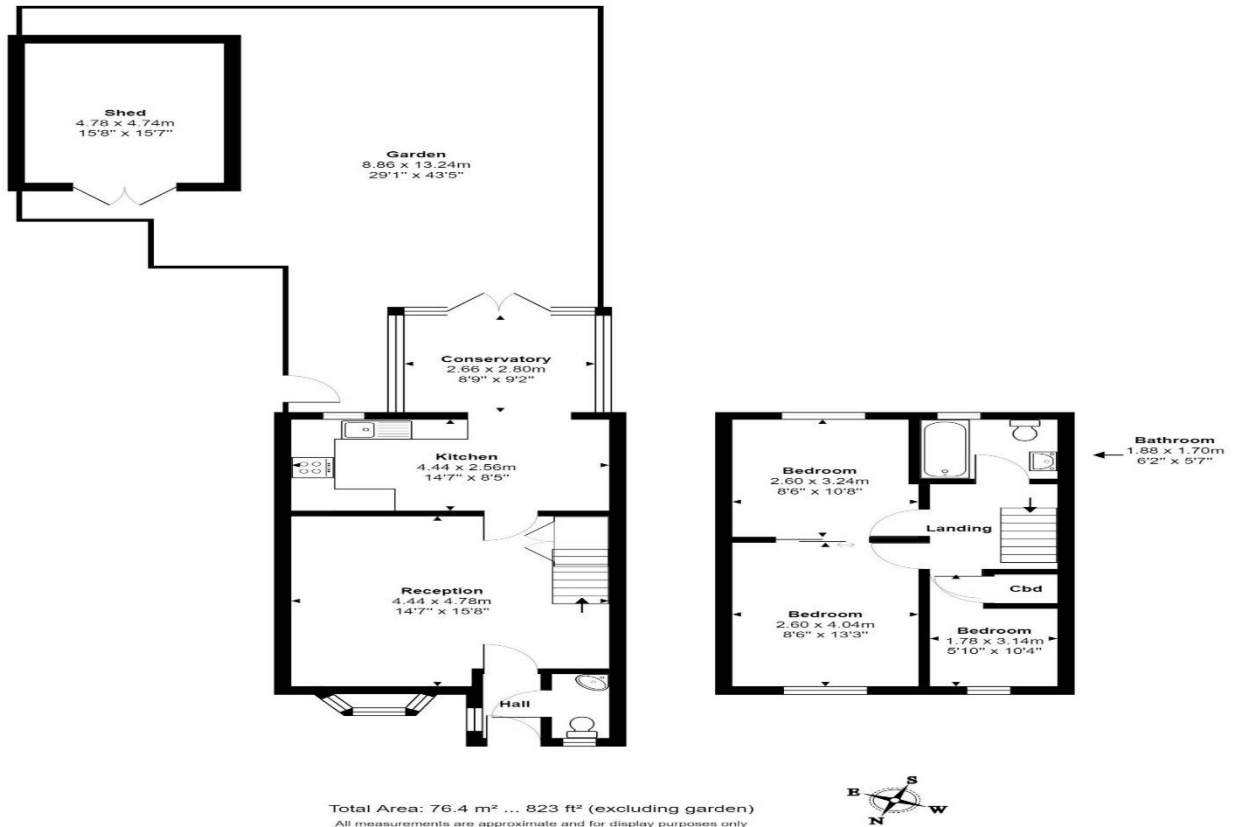 Shed
4.78 x 4.74m
15'8" x 15'7"
Garden
8.86 x 13.24m
29'1" x 43'5"
Conservatory
2.66 x 2.80m
8'9" x 9'2"
Kitchen
4.44 x 2.56m
14'7" x 8'5"
Reception
4.44 x 4.78m
14'7" x 15'8"
Hall
Bedroom
2.60 x 3.24m
8'6" x 10'8"
Bathroom
1.88 x 1.70m
6'2" x 5'7"
Landing
Bedroom
2.60 x 4.04m
8'6" x 13'3"
Cbd
Bedroom
1.78 x 3.14m
5'10" x 10'4"
S
E
W
N
Total Area: 76.4 m² ... 823 ft² (excluding garden)
All measurements are approximate and for display purposes only